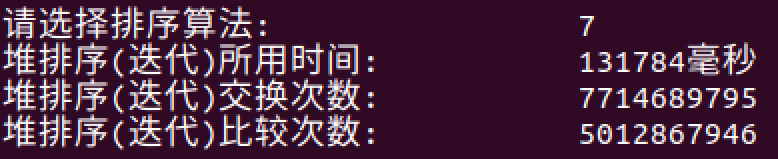 请选择排序算法: 7
堆排序(迭代)所用时间: 131784毫秒
堆排序(迭代)交换次数: 7714689795
堆排序(迭代)比较次数: 5012867946